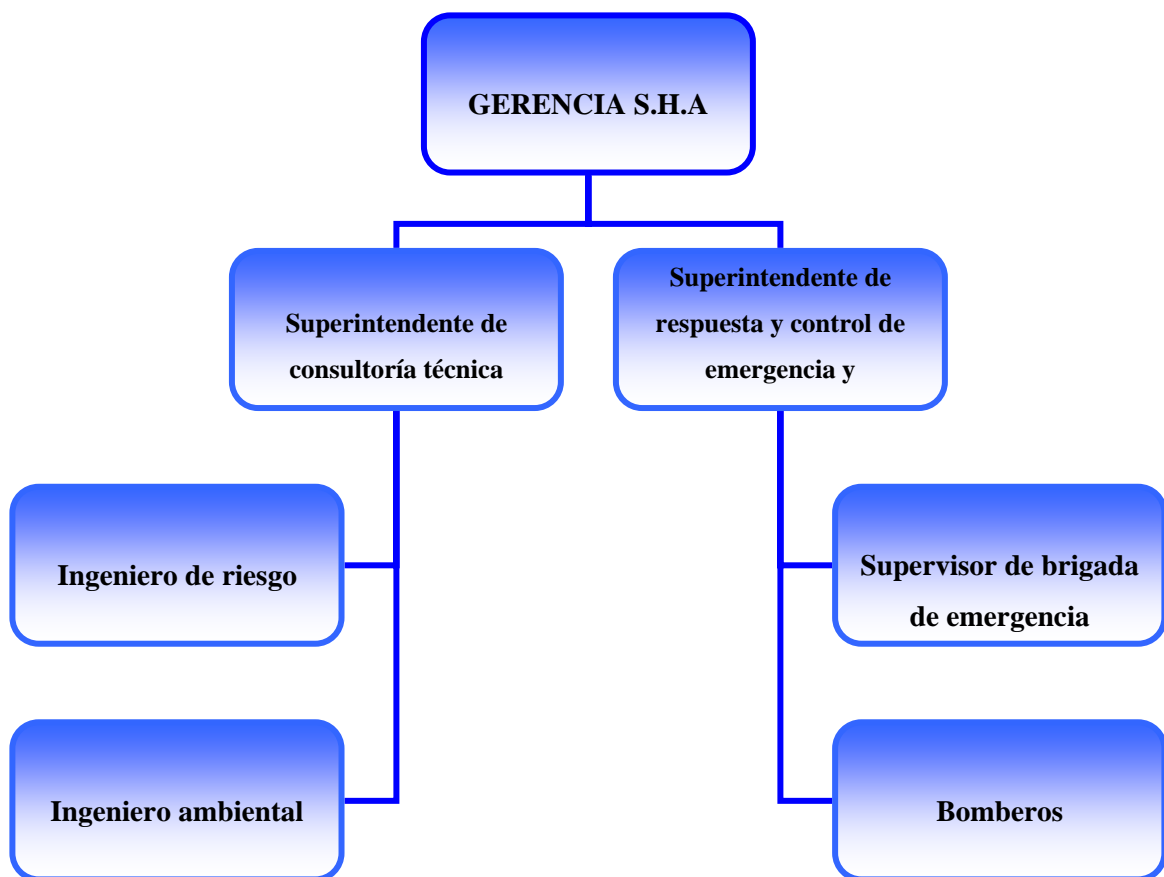 GERENCIA S.H.A
Superintendente de
consultoría técnica
Superintendente de
respuesta y control de
emergencia y
Ingeniero de riesgo
Supervisor de brigada
de emergencia
Ingeniero ambiental
Bomberos